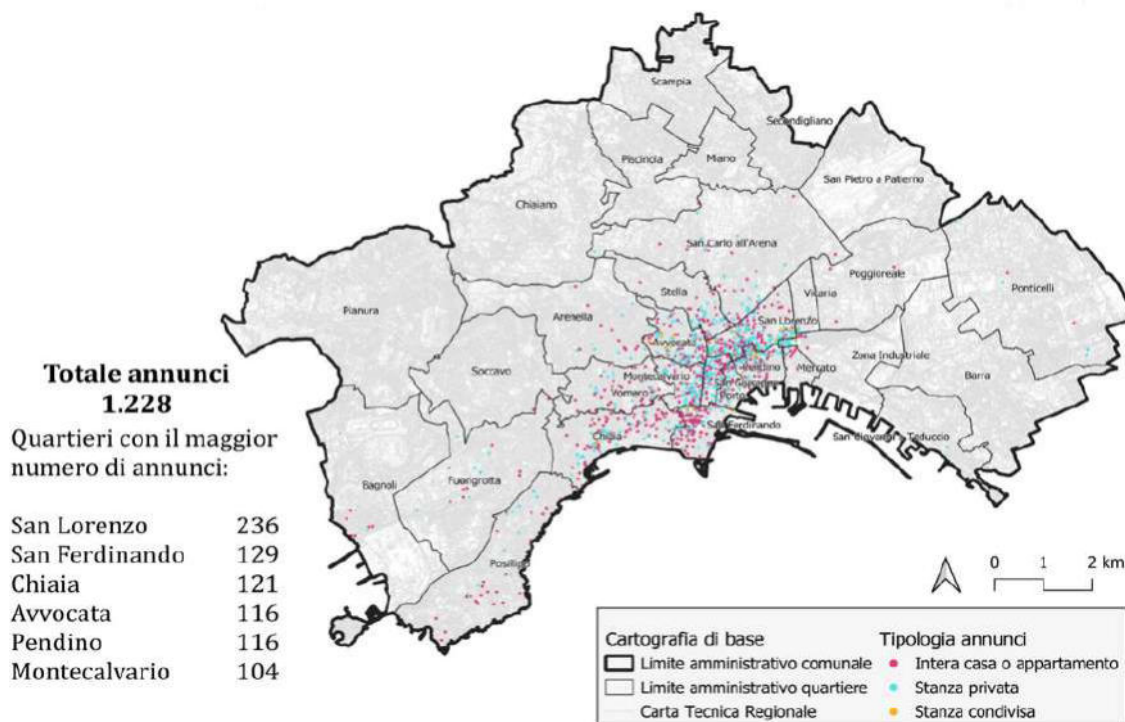 Totale annunci
1.228
Quartieri con il maggior
numero di annunci:
San Lorenzo 236
San Ferdinando 129
Chiaia 121
Avvocata 116
Pendino 116
Montecalvario 104
Scampia
Secondigliano
Piscinola
Miano
San Pietro a Patierno
Chiaiano
San Carlo all'Arena
Poggioreale
Ponticelli
Stella
Vicaria
Pianura
Arenella
San Lorenzo
Avvocata
Zona Industriale
Pendino
Mercato
Barra
Soccavo
Montecalvario
San Giuseppe
Vomero
Porto
San Ferdinando
Chiaia
San Giovanni a Teduccio
Fuorigrotta
Bagnoli
Posillipo
0 1 2 km
Cartografia di base
Limite amministrativo comunale
Limite amministrativo quartiere
Carta Tecnica Regionale
Tipologia annunci
Intera casa o appartamento
Stanza privata
Stanza condivisa